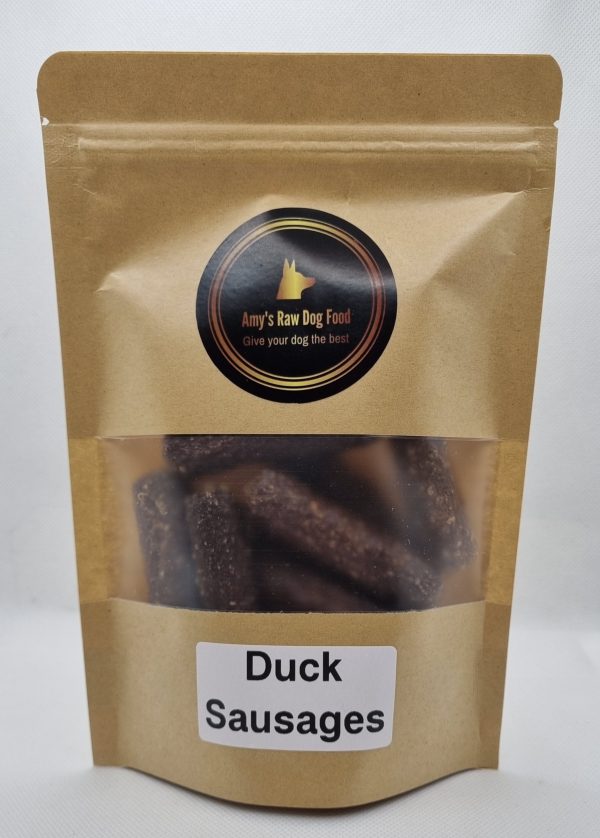 Amy's Raw Dog Food
Give your dog the best
Duck
Sausages